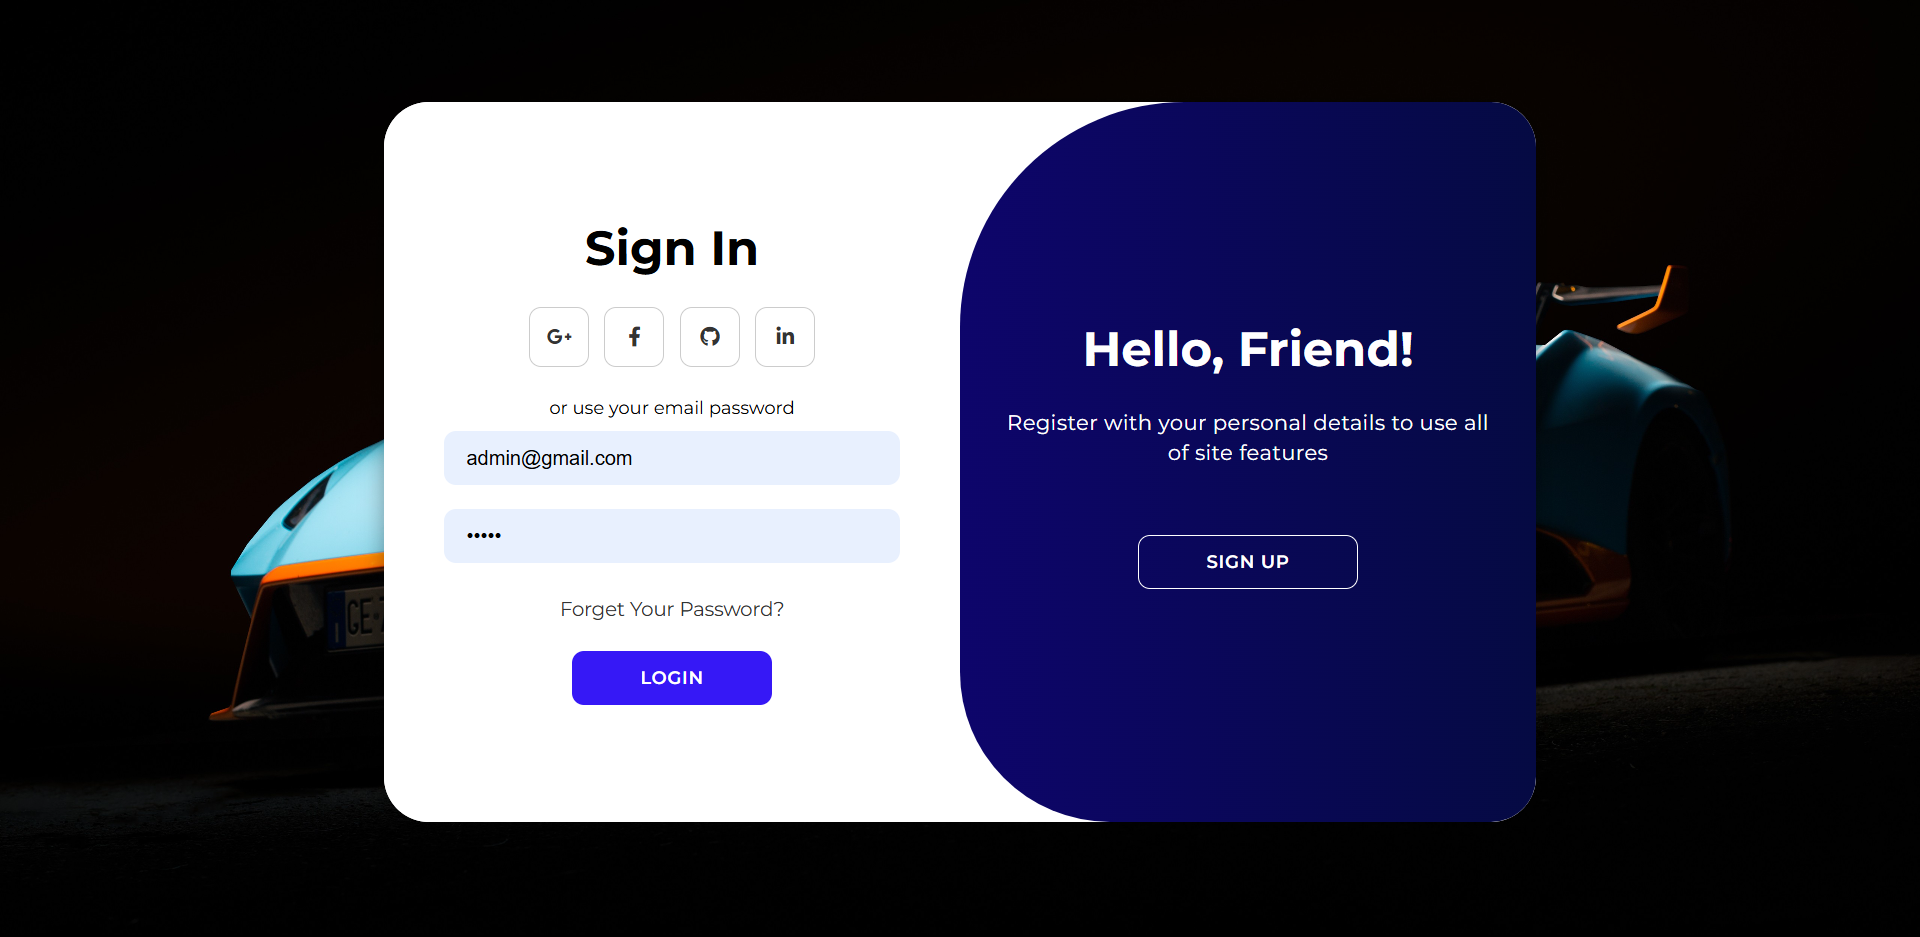 Sign In
G+ f in
or use your email password
admin@gmail.com
•••••
Forget Your Password?
LOGIN
Hello, Friend!
Register with your personal details to use all
of site features
SIGN UP